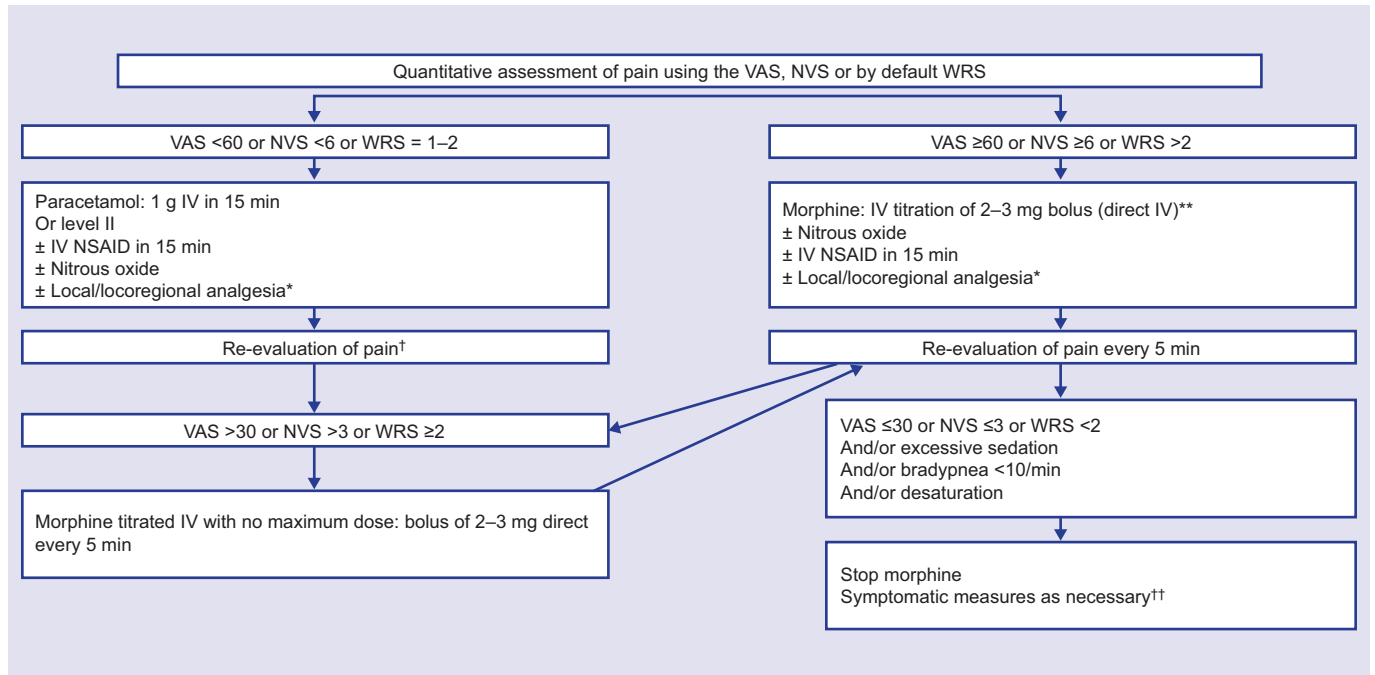 Quantitative assessment of pain using the VAS, NVS or by default WRS
VAS <60 or NVS <6 or WRS = 1–2
VAS ≥60 or NVS ≥6 or WRS >2
Paracetamol: 1 g IV in 15 min
Or level II
± IV NSAID in 15 min
± Nitrous oxide
± Local/locoregional analgesia*
Morphine: IV titration of 2–3 mg bolus (direct IV)**
± Nitrous oxide
± IV NSAID in 15 min
± Local/locoregional analgesia*
Re-evaluation of pain†
Re-evaluation of pain every 5 min
VAS >30 or NVS >3 or WRS ≥2
VAS ≤30 or NVS ≤3 or WRS <2
And/or excessive sedation
And/or bradypnea <10/min
And/or desaturation
Morphine titrated IV with no maximum dose: bolus of 2–3 mg direct
every 5 min
Stop morphine
Symptomatic measures as necessary††